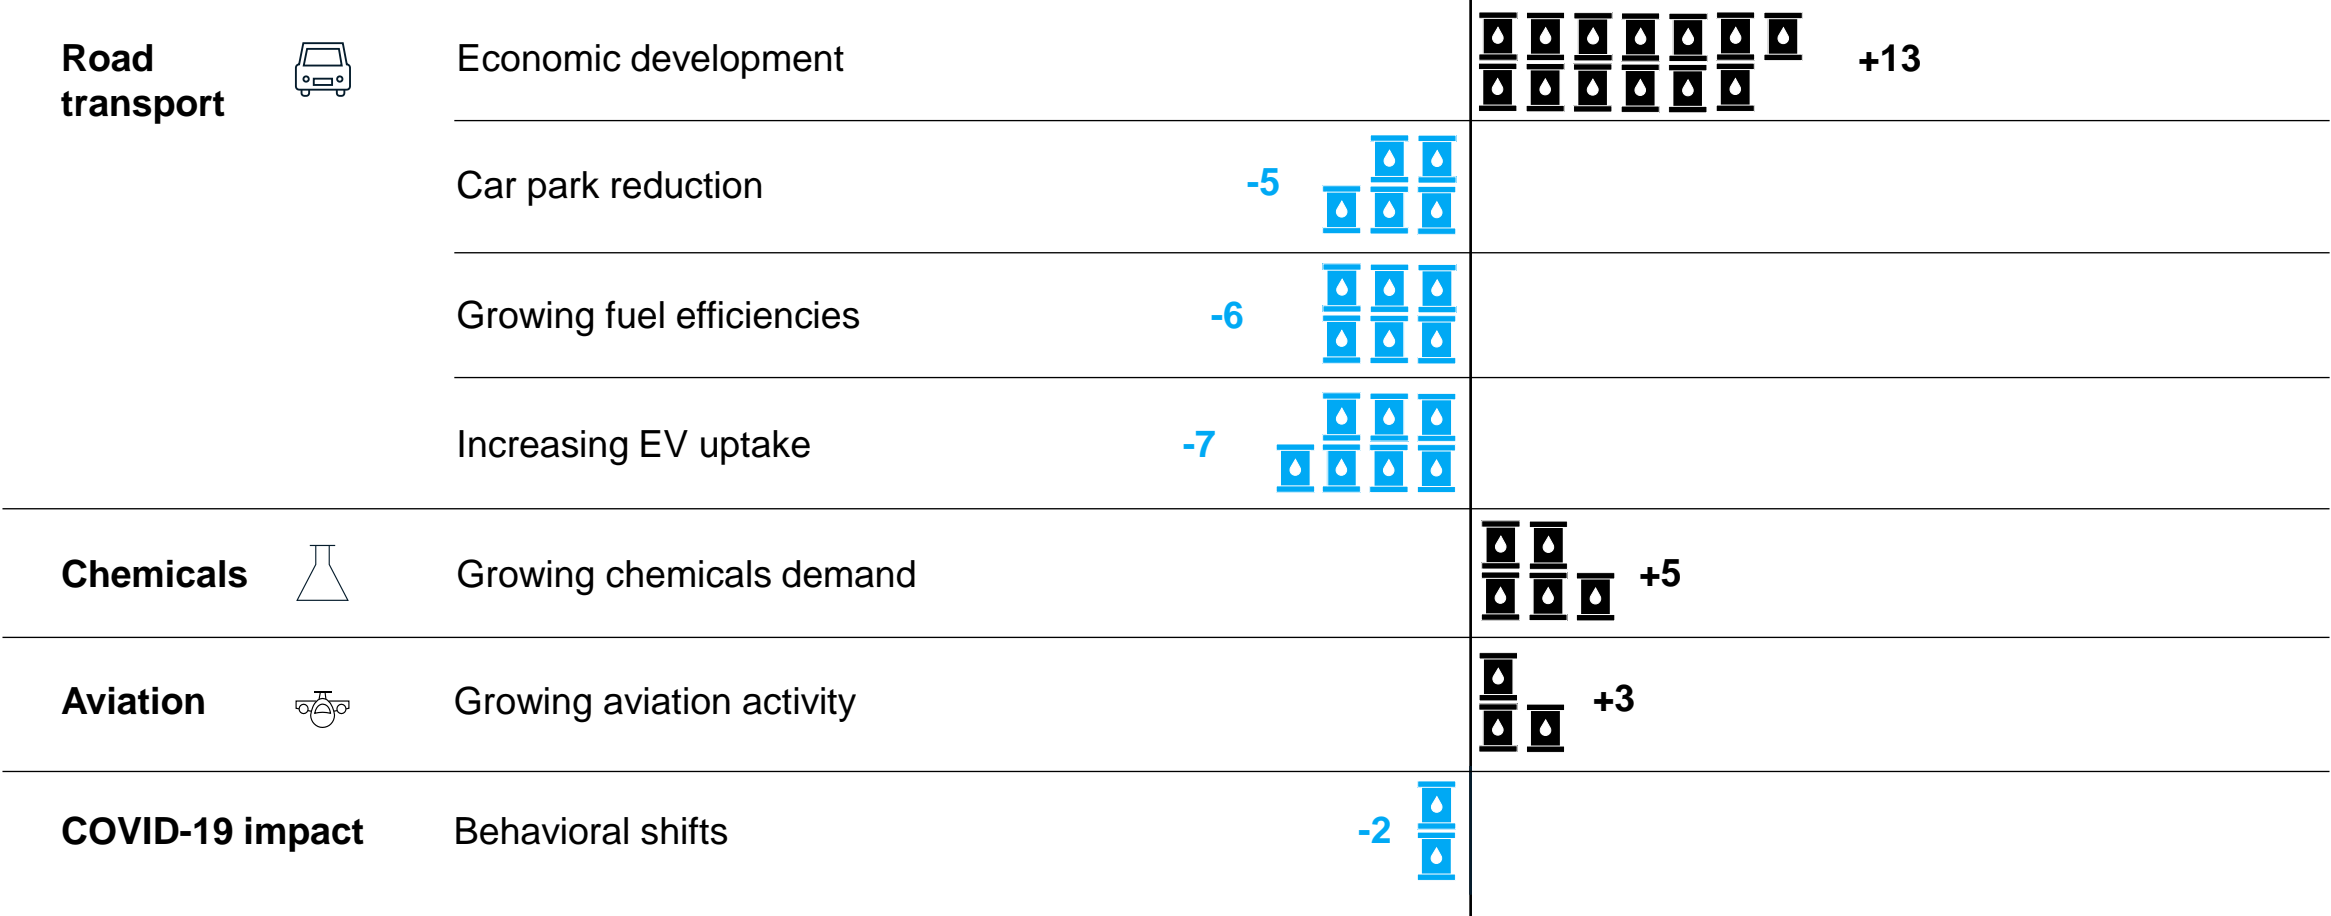 Road
transport
Economic development
+13
Car park reduction
-5
Growing fuel efficiencies
-6
Increasing EV uptake
-7
Chemicals
Growing chemicals demand
+5
Aviation
Growing aviation activity
+3
COVID-19 impact
Behavioral shifts
-2